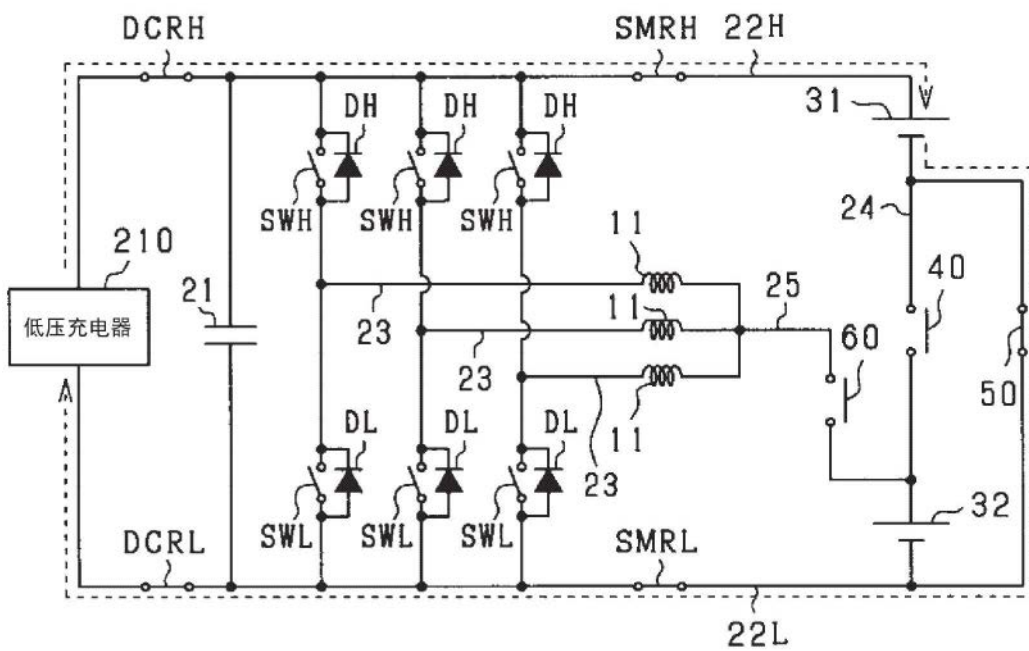 DCRH
SMRH
22H
31
DH
DH
DH
SWH
SWH
SWH
24
210
21
11
40
低压充电器
11
25
60
23
23
50
11
23
DL
DL
DL
32
SWL
SWL
SWL
DCRL
SMRL
22L